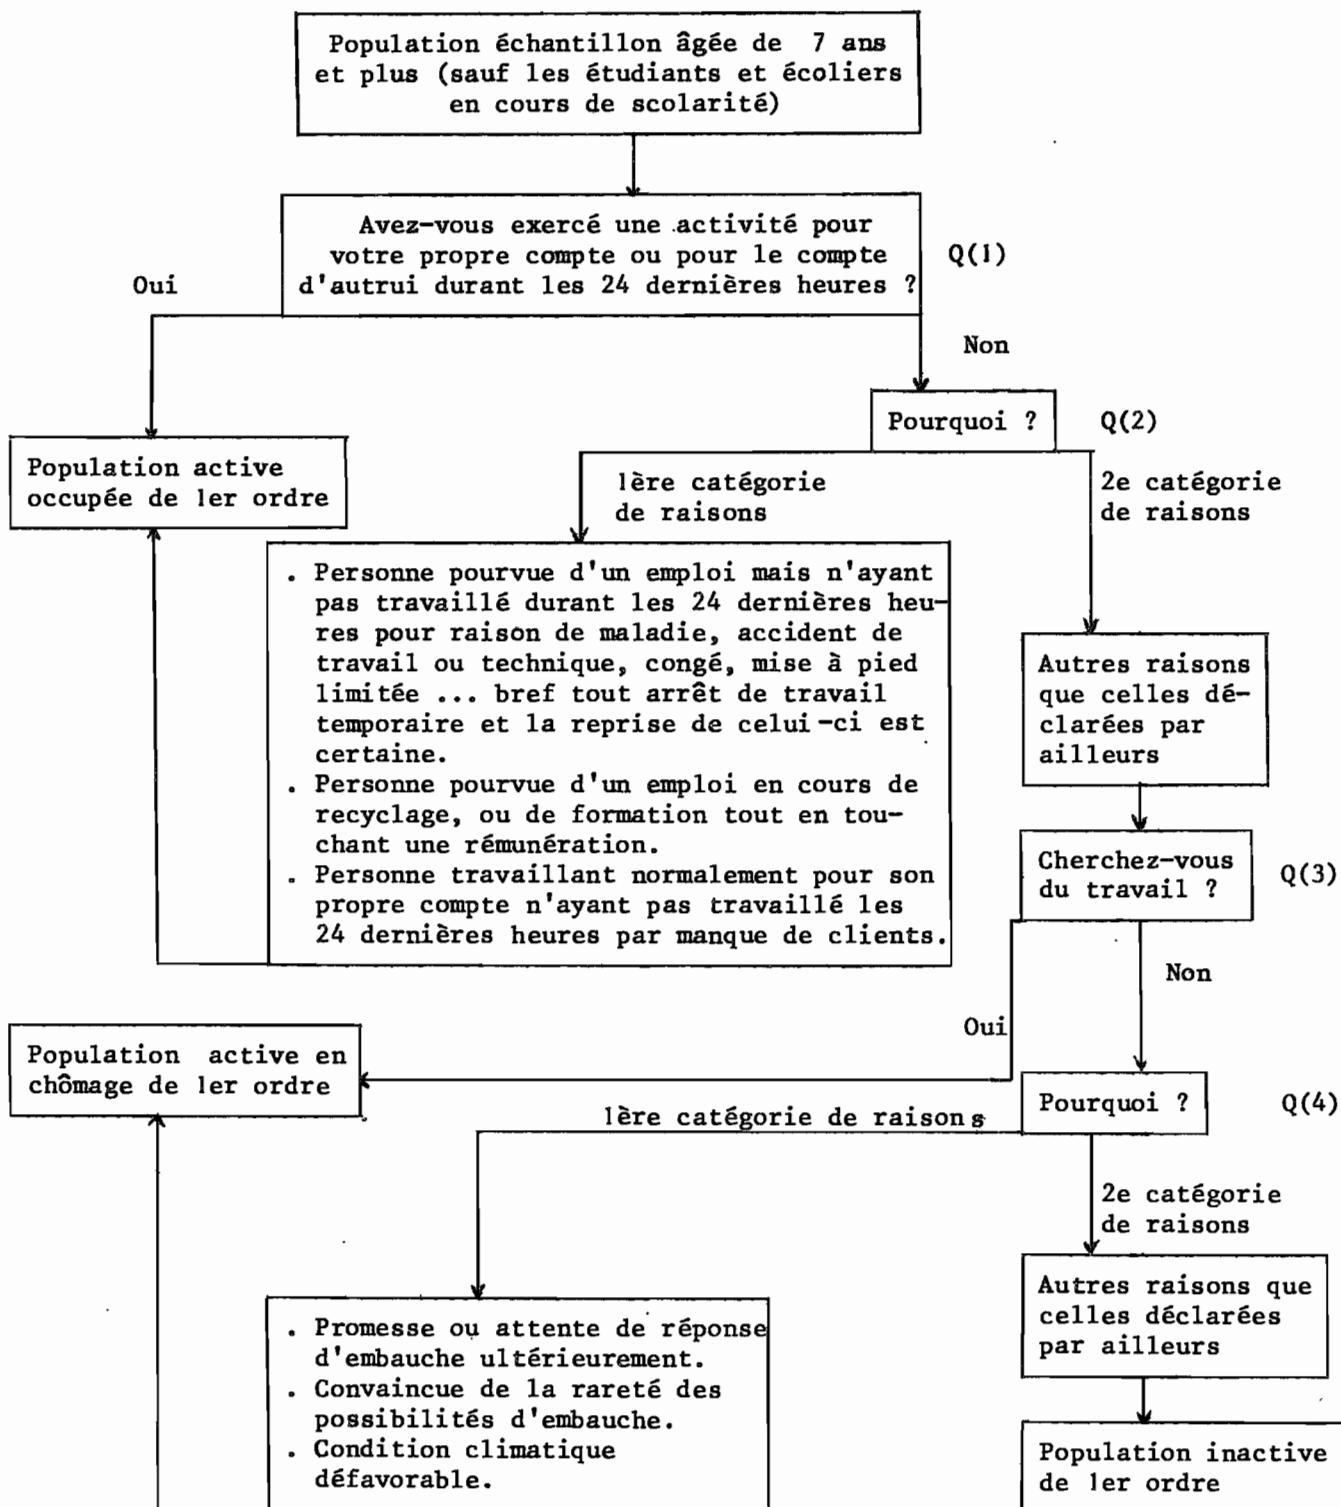 Population échantillon âgée de 7 ans
et plus (sauf les étudiants et écoliers
en cours de scolarité)
Avez-vous exercé une activité pour
votre propre compte ou pour le compte
d'autrui durant les 24 dernières heures ?
Q(1)
Oui
Non
Pourquoi ?
Q(2)
Population active
occupée de 1er ordre
1ère catégorie
de raisons
2e catégorie
de raisons
. Personne pourvue d'un emploi mais n'ayant
pas travaillé durant les 24 dernières heu-
res pour raison de maladie, accident de
travail ou technique, congé, mise à pied
limitée ... bref tout arrêt de travail
temporaire et la reprise de celui-ci est
certaine.
. Personne pourvue d'un emploi en cours de
recyclage, ou de formation tout en tou-
chant une rémunération.
. Personne travaillant normalement pour son
propre compte n'ayant pas travaillé les
24 dernières heures par manque de clients.
Autres raisons
que celles dé-
clarées par
ailleurs
Cherchez-vous
du travail ?
Q(3)
Non
Oui
Population active en
chômage de 1er ordre
Pourquoi ?
Q(4)
1ère catégorie de raisons
2e catégorie
de raisons
. Promesse ou attente de réponse
d'embauche ultérieurement.
. Convaincue de la rareté des
possibilités d'embauche.
. Condition climatique
défavorable.
Autres raisons que
celles déclarées
par ailleurs
Population inactive
de 1er ordre